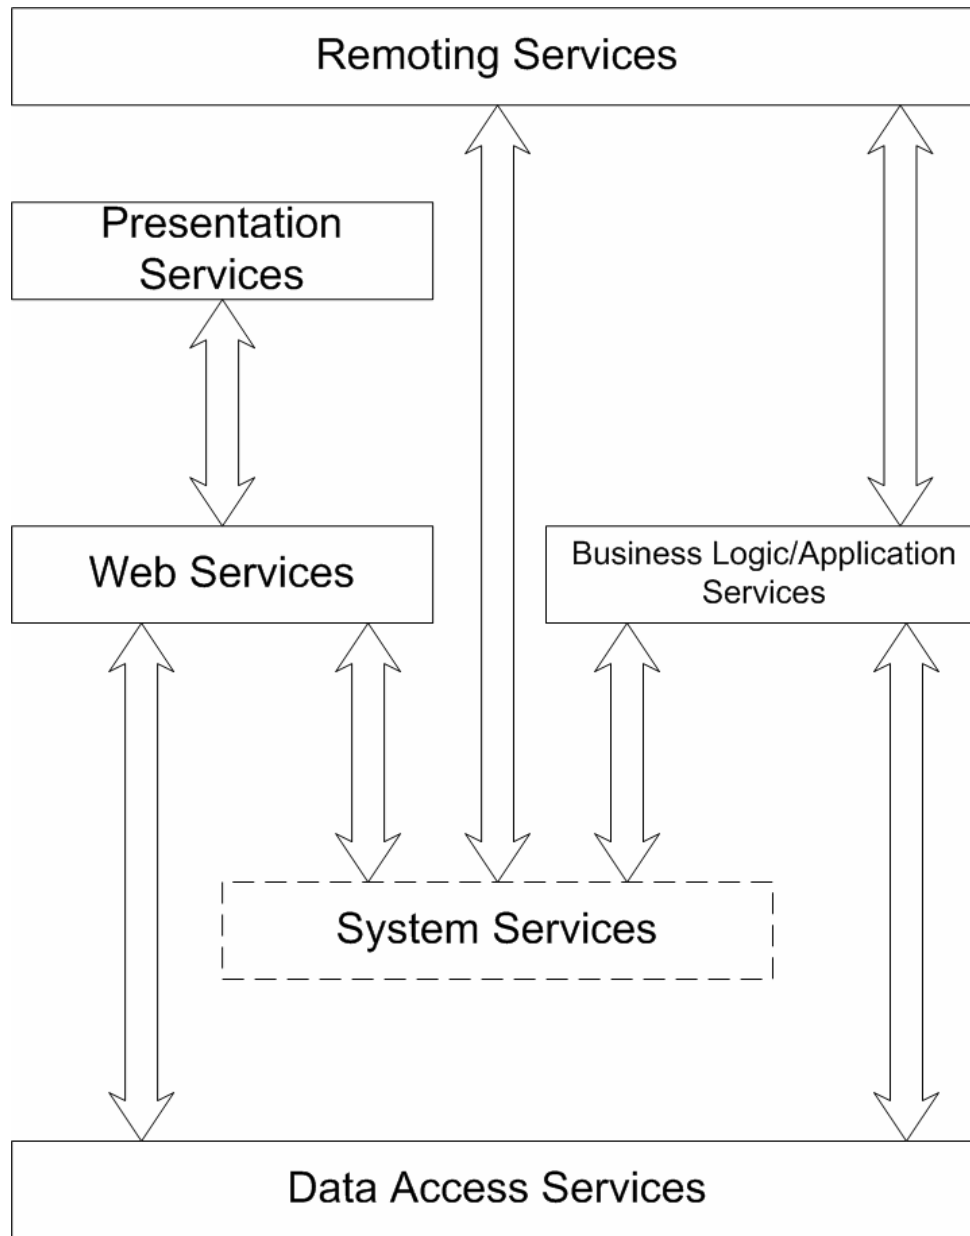 Remoting Services
Presentation
Services
Web Services
Business Logic/Application
Services
System Services
Data Access Services